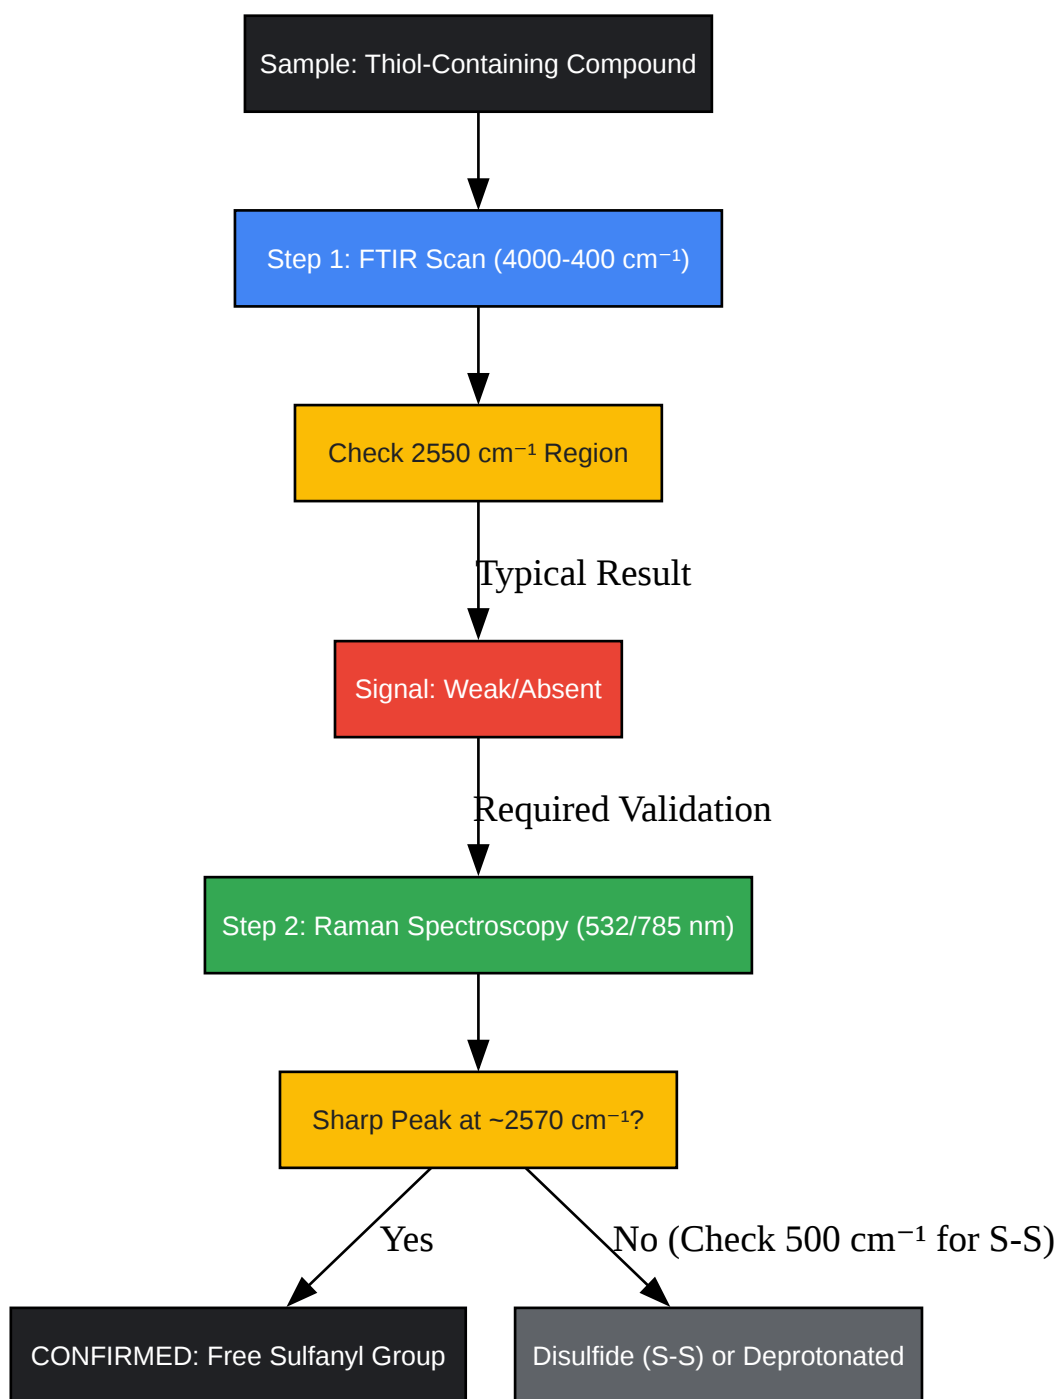 Sample: Thiol-Containing Compound
Step 1: FTIR Scan (4000-400 cm⁻¹)
Check 2550 cm⁻¹ Region
Typical Result
Signal: Weak/Absent
Required Validation
Step 2: Raman Spectroscopy (532/785 nm)
Sharp Peak at ~2570 cm⁻¹?
Yes
No (Check 500 cm⁻¹ for S-S)
CONFIRMED: Free Sulfanyl Group
Disulfide (S-S) or Deprotonated